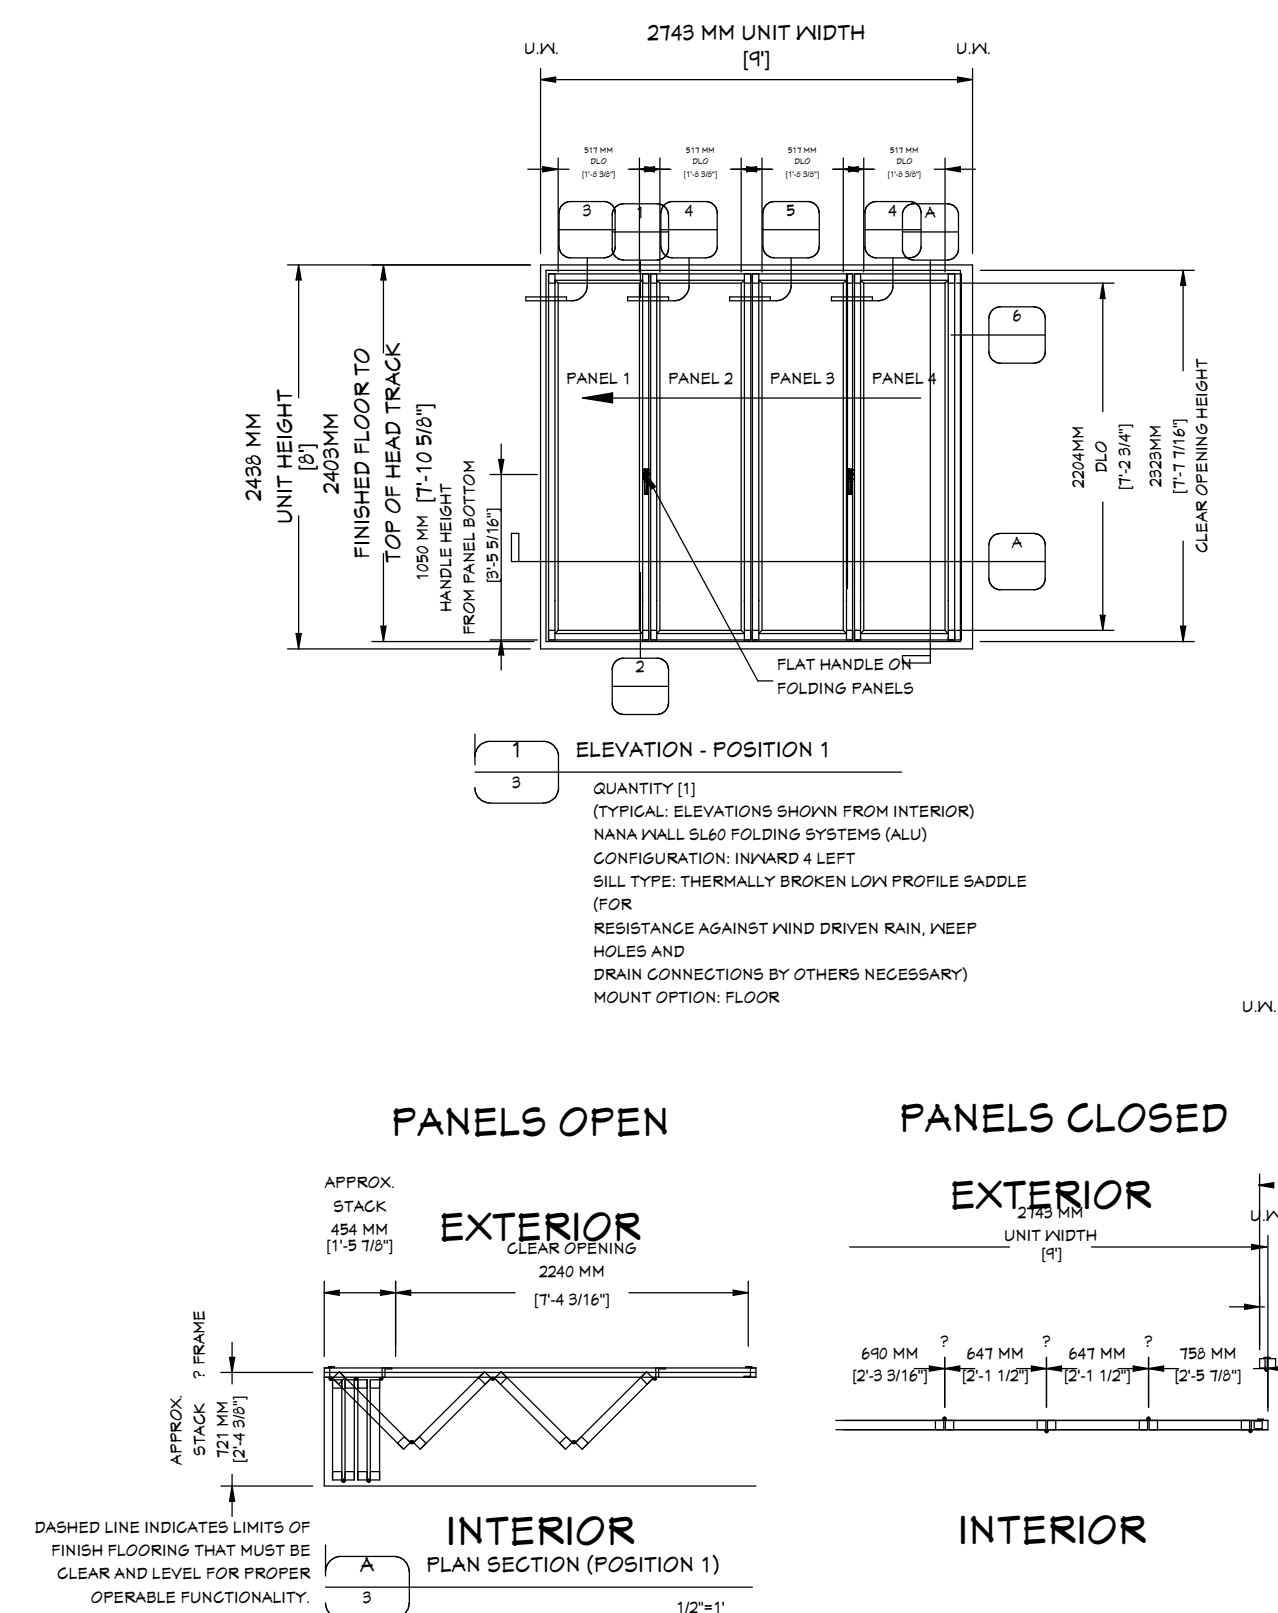 2743 MM UNIT WIDTH
[9']
U.W.
U.W.
517 MM
DLO
[1'-8 3/8"]
517 MM
DLO
[1'-8 3/8"]
517 MM
DLO
[1'-8 3/8"]
517 MM
DLO
[1'-8 3/8"]
3
1
4
5
4
A
6
A
2
PANEL 1
PANEL 2
PANEL 3
PANEL 4
2438 MM
UNIT HEIGHT
[8']
2403MM
FINISHED FLOOR TO
TOP OF HEAD TRACK
[7'-10 5/8"]
1050 MM
HANDLE HEIGHT
FROM PANEL BOTTOM
[3'-5 5/16"]
2204MM
DLO
[7'-2 3/4"]
2323MM
[7'-7 7/16"]
CLEAR OPENING HEIGHT
FLAT HANDLE ON
FOLDING PANELS
1
3
ELEVATION - POSITION 1
QUANTITY [1]
(TYPICAL: ELEVATIONS SHOWN FROM INTERIOR)
NANA WALL SL60 FOLDING SYSTEMS (ALU)
CONFIGURATION: INWARD 4 LEFT
SILL TYPE: THERMALLY BROKEN LOW PROFILE SADDLE
(FOR
RESISTANCE AGAINST WIND DRIVEN RAIN, WEEP
HOLES AND
DRAIN CONNECTIONS BY OTHERS NECESSARY)
MOUNT OPTION: FLOOR
U.W.
PANELS OPEN
PANELS CLOSED
APPROX.
STACK
454 MM
[1'-5 7/8"]
EXTERIOR
CLEAR OPENING
2240 MM
[7'-4 3/16"]
EXTERIOR
2743 MM
UNIT WIDTH
[9']
U.W
? FRAME
APPROX.
STACK
721 MM
[2'-4 3/8"]
?
?
?
690 MM
[2'-3 3/16"]
647 MM
[2'-1 1/2"]
647 MM
[2'-1 1/2"]
758 MM
[2'-5 7/8"]
DASHED LINE INDICATES LIMITS OF
FINISH FLOORING THAT MUST BE
CLEAR AND LEVEL FOR PROPER
OPERABLE FUNCTIONALITY.
INTERIOR
INTERIOR
A
3
PLAN SECTION (POSITION 1)
1/2"=1'